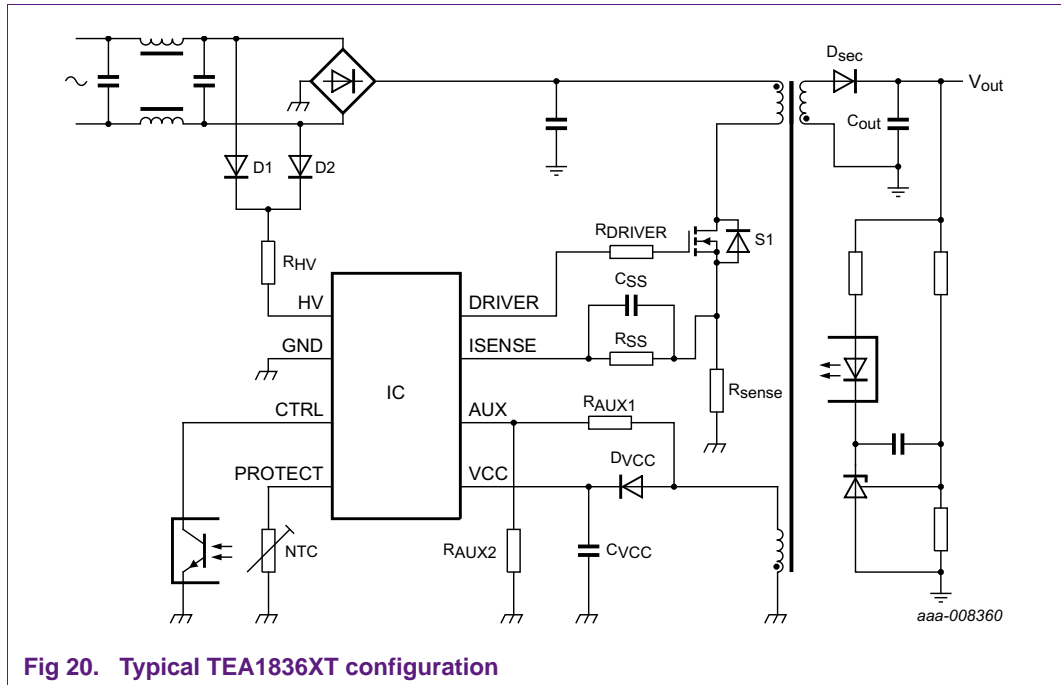 Dsec
Vout
Cout
D1
D2
RDRIVER
S1
RHV
CSS
HV
DRIVER
GND
ISENSE
RSS
IC
Rsense
CTRL
AUX
RAUX1
PROTECT
VCC
DVCC
NTC
RAUX2
CVCC
aaa-008360
Fig 20. Typical TEA1836XT configuration